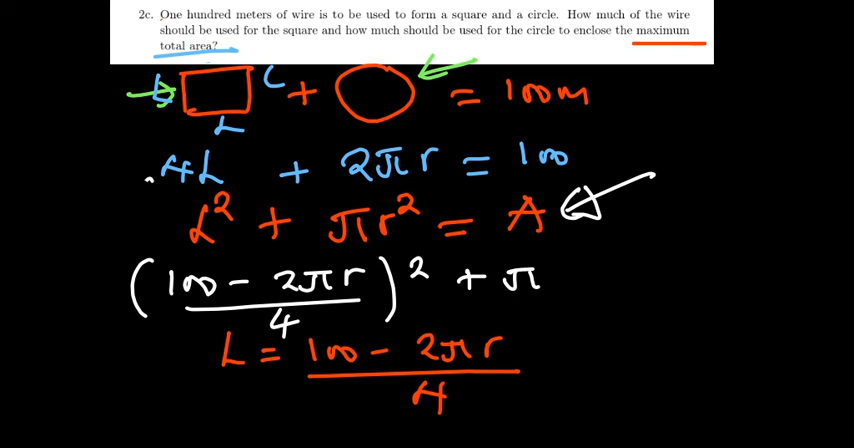 2c. One hundred meters of wire is to be used to form a square and a circle. How much of the wire
should be used for the square and how much should be used for the circle to enclose the maximum
total area?
L L + = 100m
L
4L + 2πr = 100
L² + πr² = A
(100 - 2πr / 4)² + π
L = 100 - 2πr / 4